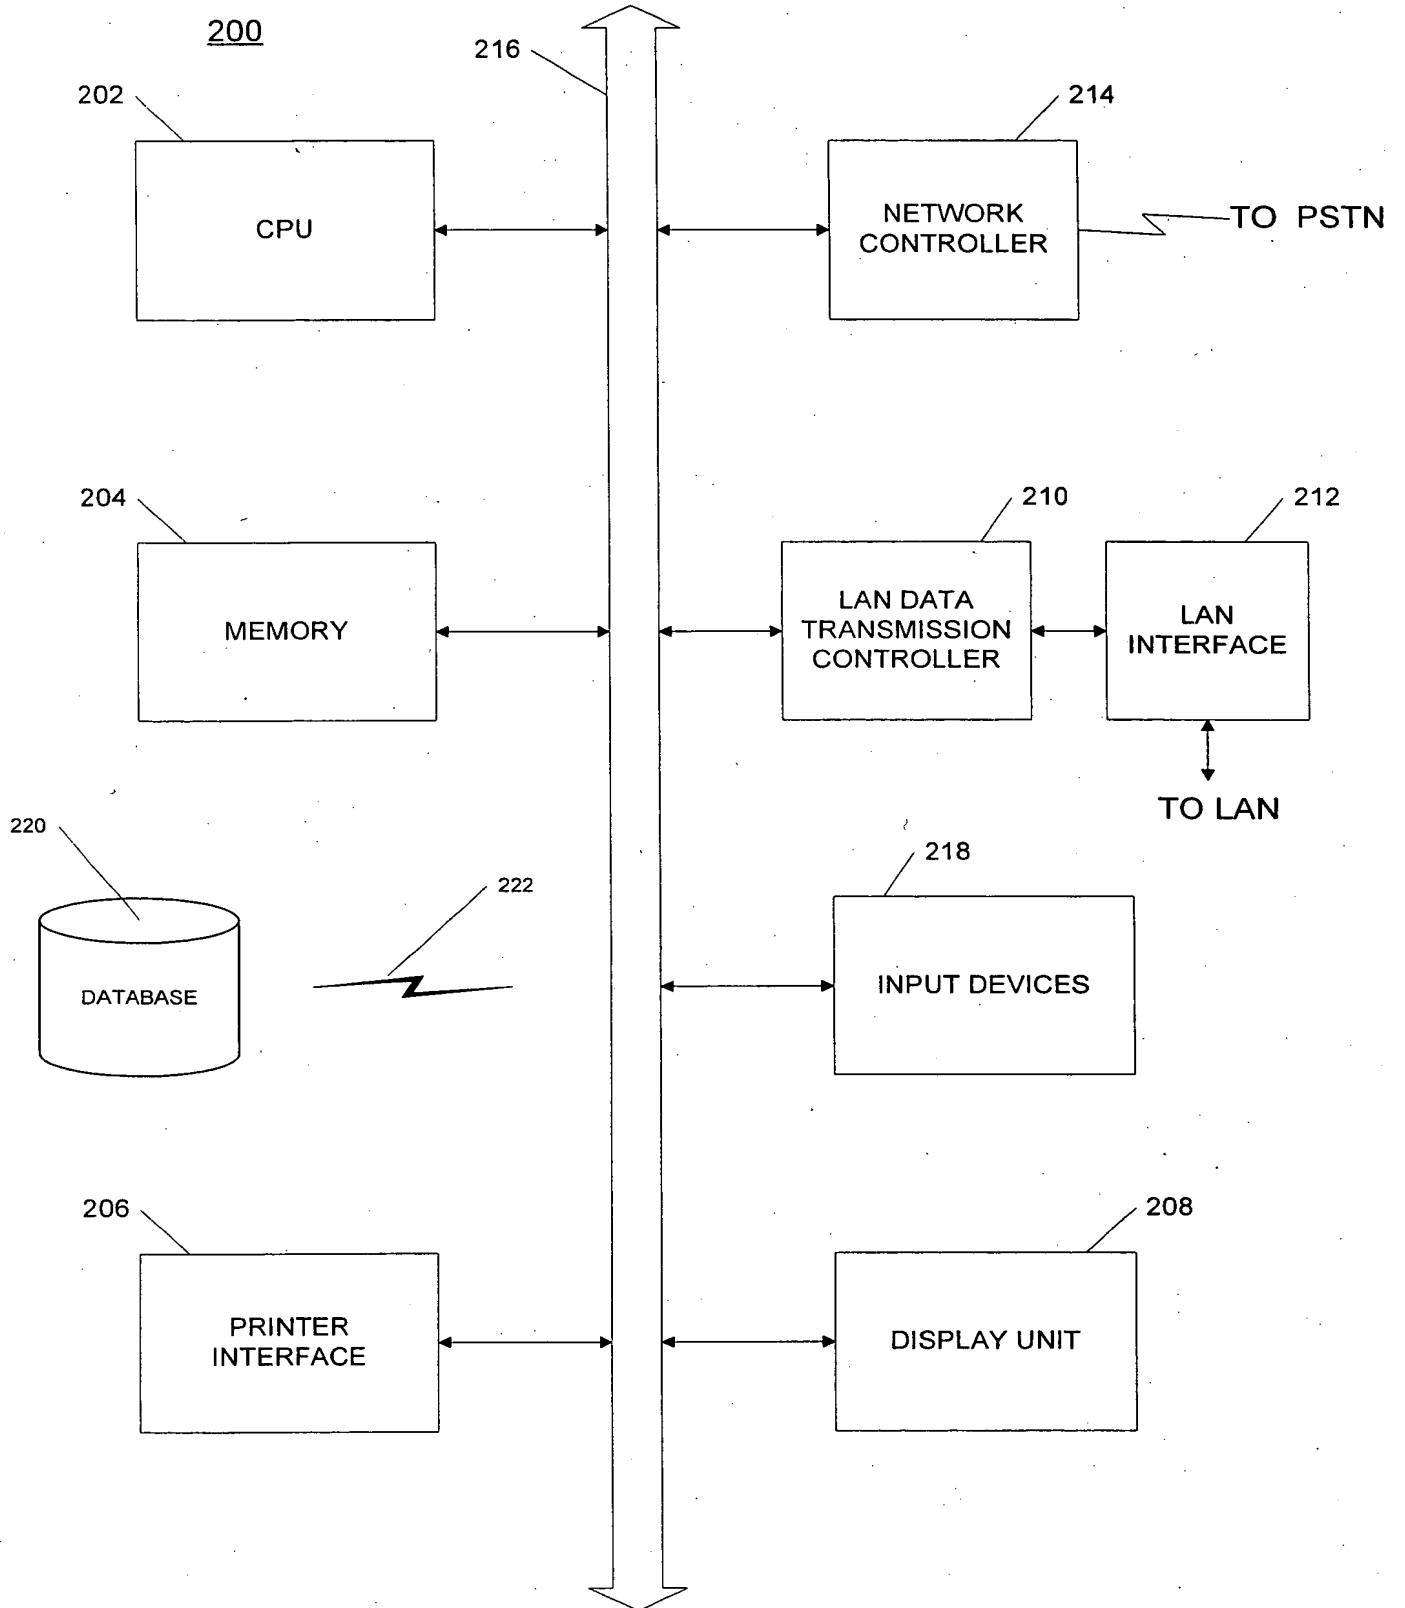 200
216
202
214
CPU
NETWORK
CONTROLLER
TO PSTN
204
210
212
MEMORY
LAN DATA
TRANSMISSION
CONTROLLER
LAN
INTERFACE
TO LAN
220
222
218
DATABASE
INPUT DEVICES
206
208
PRINTER
INTERFACE
DISPLAY UNIT